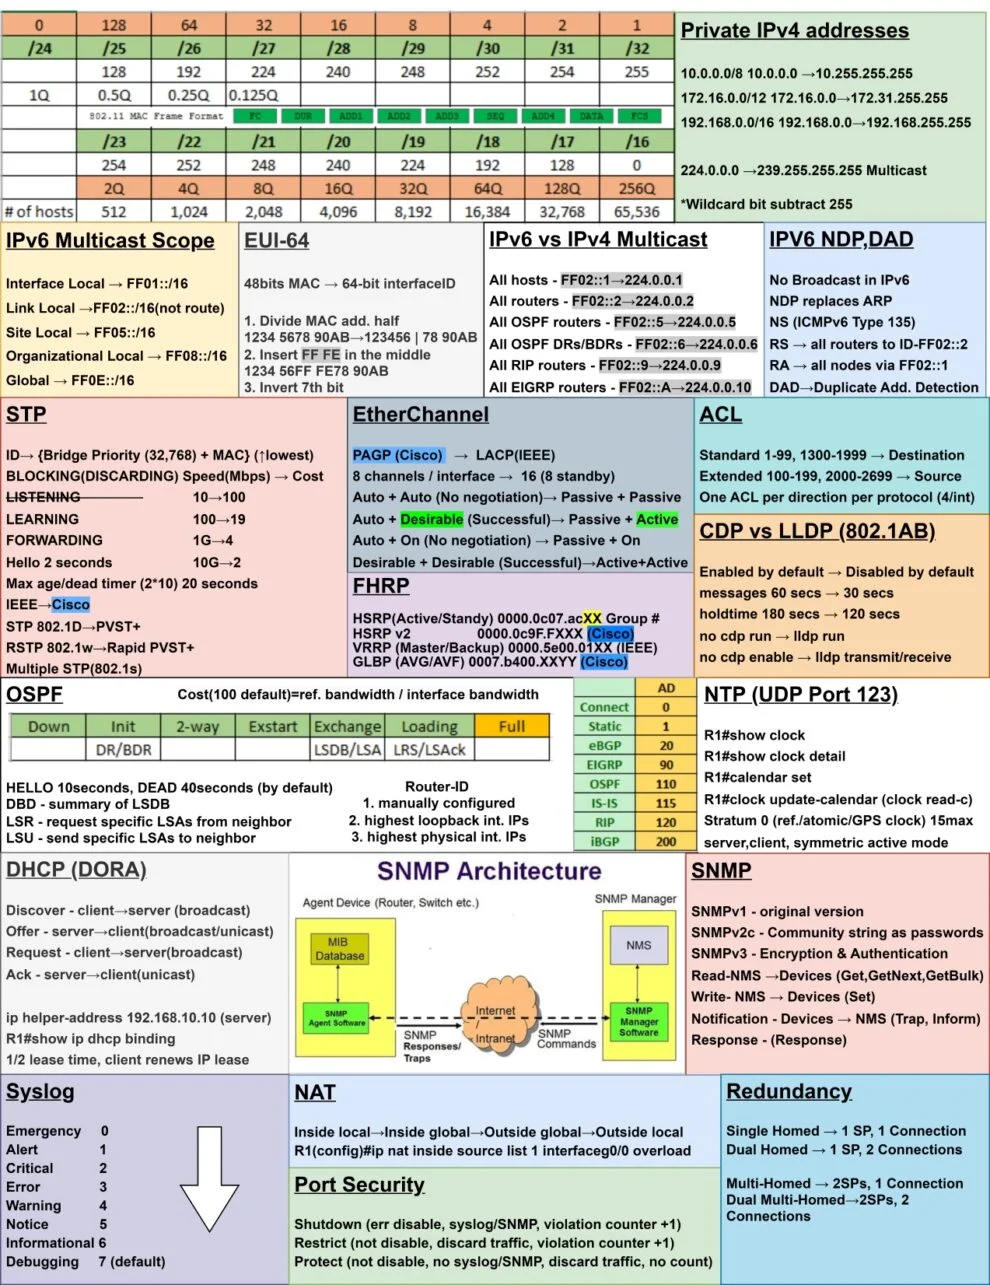 0 128 64 32 16 8 4 2 1
/24 /25 /26 /27 /28 /29 /30 /31 /32
128 192 224 240 248 252 254 255
1Q 0.5Q 0.25Q 0.125Q
802.11 MAC Frame Format FC DUR ADD1 ADD2 ADD3 SEQ ADD4 DATA FCS
/23 /22 /21 /20 /19 /18 /17 /16
254 252 248 240 224 192 128 0
2Q 4Q 8Q 16Q 32Q 64Q 128Q 256Q
# of hosts 512 1,024 2,048 4,096 8,192 16,384 32,768 65,536
Private IPv4 addresses
10.0.0.0/8 10.0.0.0 →10.255.255.255
172.16.0.0/12 172.16.0.0→172.31.255.255
192.168.0.0/16 192.168.0.0→192.168.255.255
224.0.0.0 →239.255.255.255 Multicast
*Wildcard bit subtract 255
IPv6 Multicast Scope
Interface Local → FF01::/16
Link Local →FF02::/16(not route)
Site Local → FF05::/16
Organizational Local → FF08::/16
Global → FF0E::/16
EUI-64
48bits MAC → 64-bit interfaceID
1. Divide MAC add. half
1234 5678 90AB→123456 | 78 90AB
2. Insert FF FE in the middle
1234 56FF FE78 90AB
3. Invert 7th bit
IPv6 vs IPv4 Multicast
All hosts - FF02::1→224.0.0.1
All routers - FF02::2→224.0.0.2
All OSPF routers - FF02::5→224.0.0.5
All OSPF DRs/BDRs - FF02::6→224.0.0.6
All RIP routers - FF02::9→224.0.0.9
All EIGRP routers - FF02::A→224.0.0.10
IPV6 NDP,DAD
No Broadcast in IPv6
NDP replaces ARP
NS (ICMPv6 Type 135)
RS → all routers to ID-FF02::2
RA → all nodes via FF02::1
DAD→Duplicate Add. Detection
STP
ID→ {Bridge Priority (32,768) + MAC} (↑lowest)
BLOCKING(DISCARDING) Speed(Mbps) → Cost
LISTENING 10→100
LEARNING 100→19
FORWARDING 1G→4
Hello 2 seconds 10G→2
Max age/dead timer (2*10) 20 seconds
IEEE→Cisco
STP 802.1D→PVST+
RSTP 802.1w→Rapid PVST+
Multiple STP(802.1s)
EtherChannel
PAGP (Cisco) → LACP(IEEE)
8 channels / interface → 16 (8 standby)
Auto + Auto (No negotiation)→ Passive + Passive
Auto + Desirable (Successful)→ Passive + Active
Auto + On (No negotiation) → Passive + On
Desirable + Desirable (Successful)→Active+Active
FHRP
HSRP(Active/Standy) 0000.0c07.acXX Group #
HSRP v2 0000.0c9F.FXXX (Cisco)
VRRP (Master/Backup) 0000.5e00.01XX (IEEE)
GLBP (AVG/AVF) 0007.b400.XXYY (Cisco)
ACL
Standard 1-99, 1300-1999 → Destination
Extended 100-199, 2000-2699 → Source
One ACL per direction per protocol (4/int)
CDP vs LLDP (802.1AB)
Enabled by default → Disabled by default
messages 60 secs → 30 secs
holdtime 180 secs → 120 secs
no cdp run → lldp run
no cdp enable → lldp transmit/receive
OSPF
Cost(100 default)=ref. bandwidth / interface bandwidth
Down Init 2-way Exstart Exchange Loading Full
DR/BDR LSDB/LSA LRS/LSAck
HELLO 10seconds, DEAD 40seconds (by default)
DBD - summary of LSDB
LSR - request specific LSAs from neighbor
LSU - send specific LSAs to neighbor
Router-ID
1. manually configured
2. highest loopback int. IPs
3. highest physical int. IPs
AD
Connect 0
Static 1
eBGP 20
EIGRP 90
OSPF 110
IS-IS 115
RIP 120
iBGP 200
NTP (UDP Port 123)
R1#show clock
R1#show clock detail
R1#calendar set
R1#clock update-calendar (clock read-c)
Stratum 0 (ref./atomic/GPS clock) 15max
server,client, symmetric active mode
DHCP (DORA)
Discover - client→server (broadcast)
Offer - server→client(broadcast/unicast)
Request - client→server(broadcast)
Ack - server→client(unicast)
ip helper-address 192.168.10.10 (server)
R1#show ip dhcp binding
1/2 lease time, client renews IP lease
SNMP Architecture
Agent Device (Router, Switch etc.)
SNMP Manager
MIB
Database
NMS
SNMP
Agent Software
Internet
/
Intranet
SNMP
Manager
Software
SNMP
Responses/
Traps
SNMP
Commands
SNMP
SNMPv1 - original version
SNMPv2c - Community string as passwords
SNMPv3 - Encryption & Authentication
Read-NMS →Devices (Get,GetNext,GetBulk)
Write- NMS → Devices (Set)
Notification - Devices → NMS (Trap, Inform)
Response - (Response)
Syslog
Emergency 0
Alert 1
Critical 2
Error 3
Warning 4
Notice 5
Informational 6
Debugging 7 (default)
NAT
Inside local→Inside global→Outside global→Outside local
R1(config)#ip nat inside source list 1 interfaceg0/0 overload
Port Security
Shutdown (err disable, syslog/SNMP, violation counter +1)
Restrict (not disable, discard traffic, violation counter +1)
Protect (not disable, no syslog/SNMP, discard traffic, no count)
Redundancy
Single Homed → 1 SP, 1 Connection
Dual Homed → 1 SP, 2 Connections
Multi-Homed → 2SPs, 1 Connection
Dual Multi-Homed→2SPs, 2
Connections